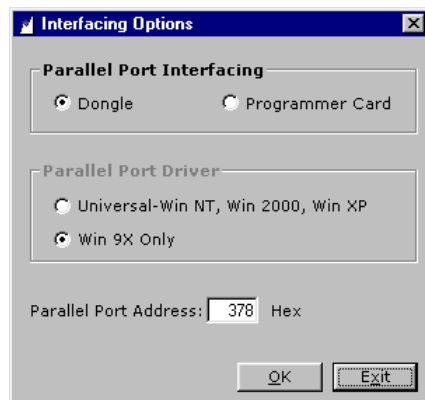 Interfacing Options
Parallel Port Interfacing
Dongle Programmer Card
Parallel Port Driver
Universal-Win NT, Win 2000, Win XP
Win 9X Only
Parallel Port Address: 378 Hex
OK Exit